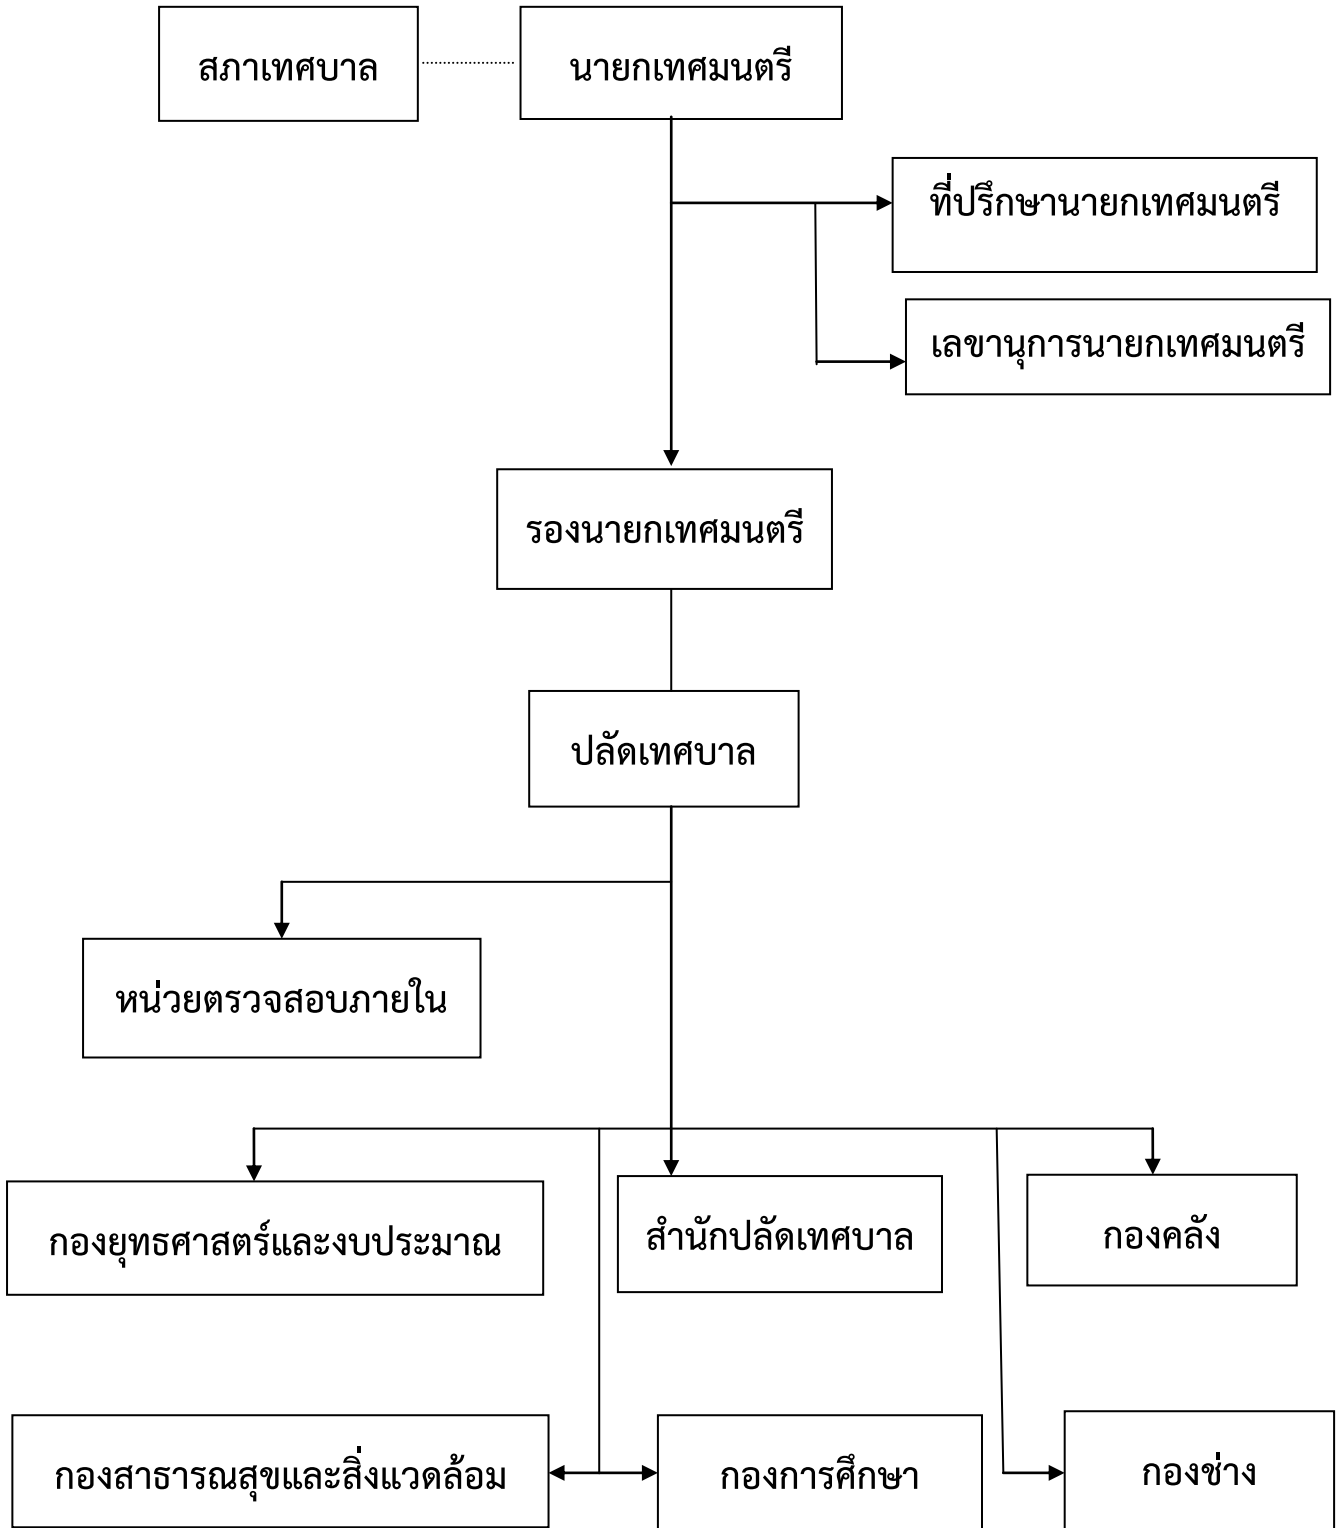 สภาเทศบาล
นายกเทศมนตรี
ที่ปรึกษานายกเทศมนตรี
เลขานุการนายกเทศมนตรี
รองนายกเทศมนตรี
ปลัดเทศบาล
หน่วยตรวจสอบภายใน
กองยุทธศาสตร์และงบประมาณ
สำนักปลัดเทศบาล
กองคลัง
กองสาธารณสุขและสิ่งแวดล้อม
กองการศึกษา
กองช่าง